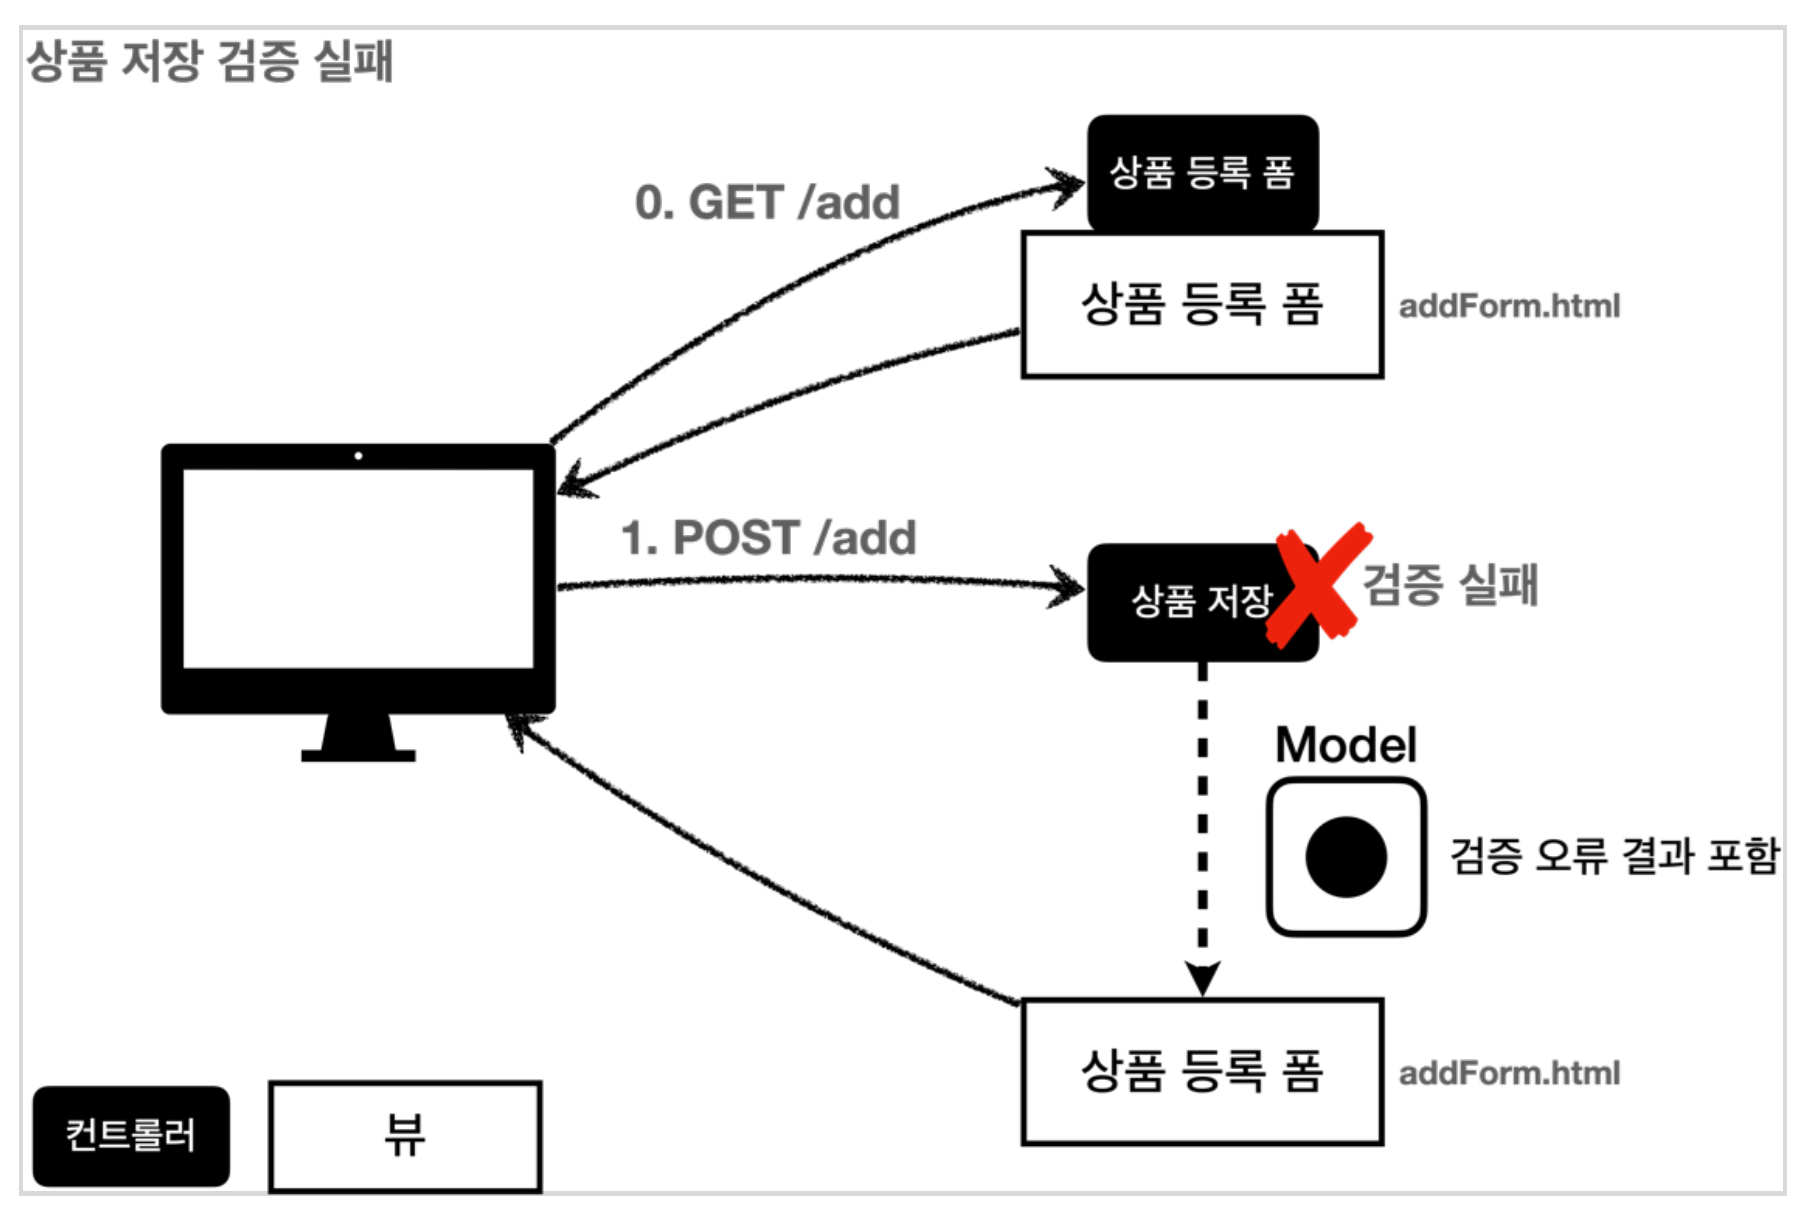 상품 저장 검증 실패
상품 등록 폼
0. GET /add
상품 등록 폼
addForm.html
1. POST /add
상품 저장
검증 실패
Model
검증 오류 결과 포함
상품 등록 폼
addForm.html
컨트롤러
뷰